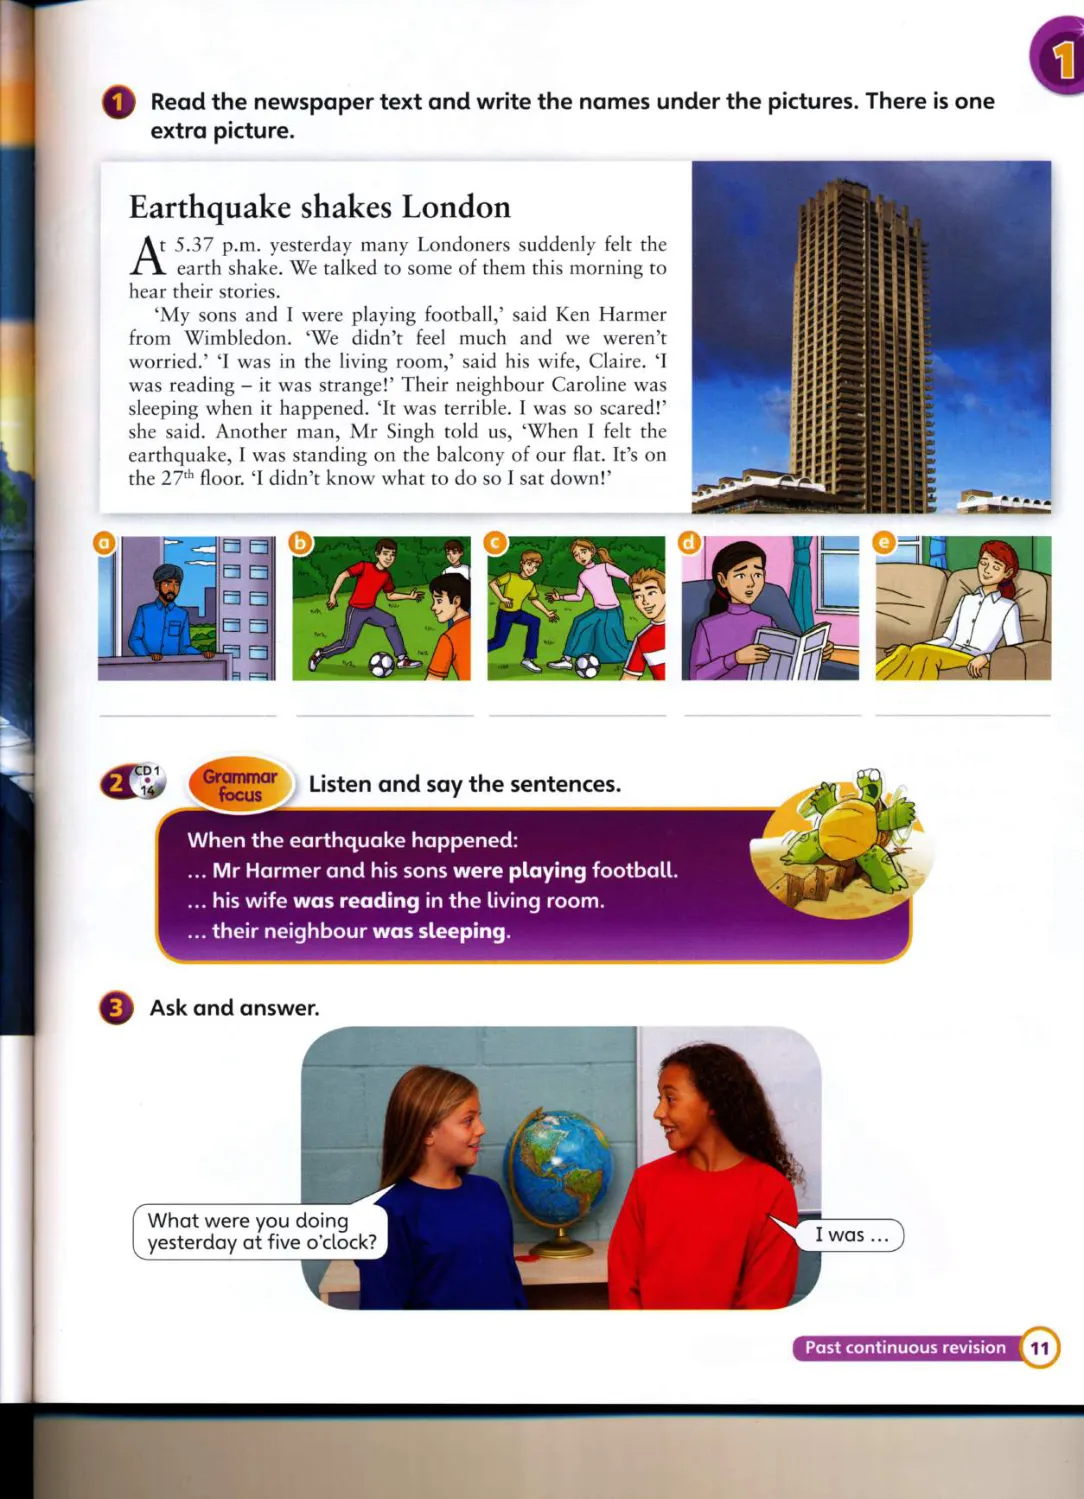 1
1 Read the newspaper text and write the names under the pictures. There is one
extra picture.
Earthquake shakes London
At 5.37 p.m. yesterday many Londoners suddenly felt the
earth shake. We talked to some of them this morning to
hear their stories.
‘My sons and I were playing football,’ said Ken Harmer
from Wimbledon. ‘We didn’t feel much and we weren’t
worried.’ ‘I was in the living room,’ said his wife, Claire. ‘I
was reading – it was strange!’ Their neighbour Caroline was
sleeping when it happened. ‘It was terrible. I was so scared!’
she said. Another man, Mr Singh told us, ‘When I felt the
earthquake, I was standing on the balcony of our flat. It’s on
the 27th floor. ‘I didn’t know what to do so I sat down!’
a b c d e
2 CD1 14 Grammar focus Listen and say the sentences.
When the earthquake happened:
... Mr Harmer and his sons were playing football.
... his wife was reading in the living room.
... their neighbour was sleeping.
3 Ask and answer.
What were you doing
yesterday at five o’clock?
I was ...
Past continuous revision 11